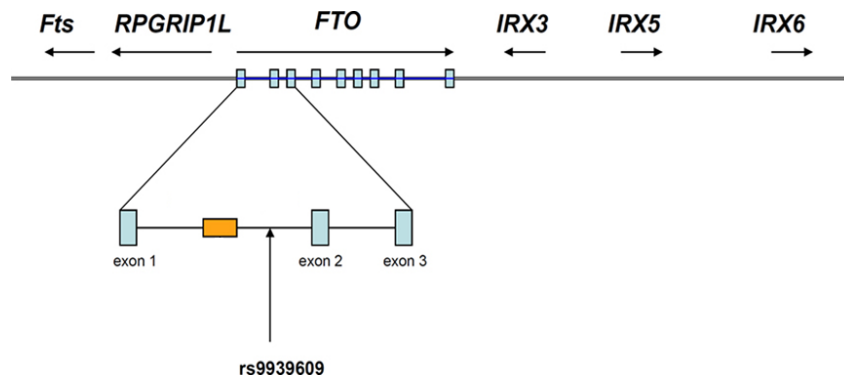 Fts RPGRIP1L FTO IRX3 IRX5 IRX6
exon 1 exon 2 exon 3
rs9939609